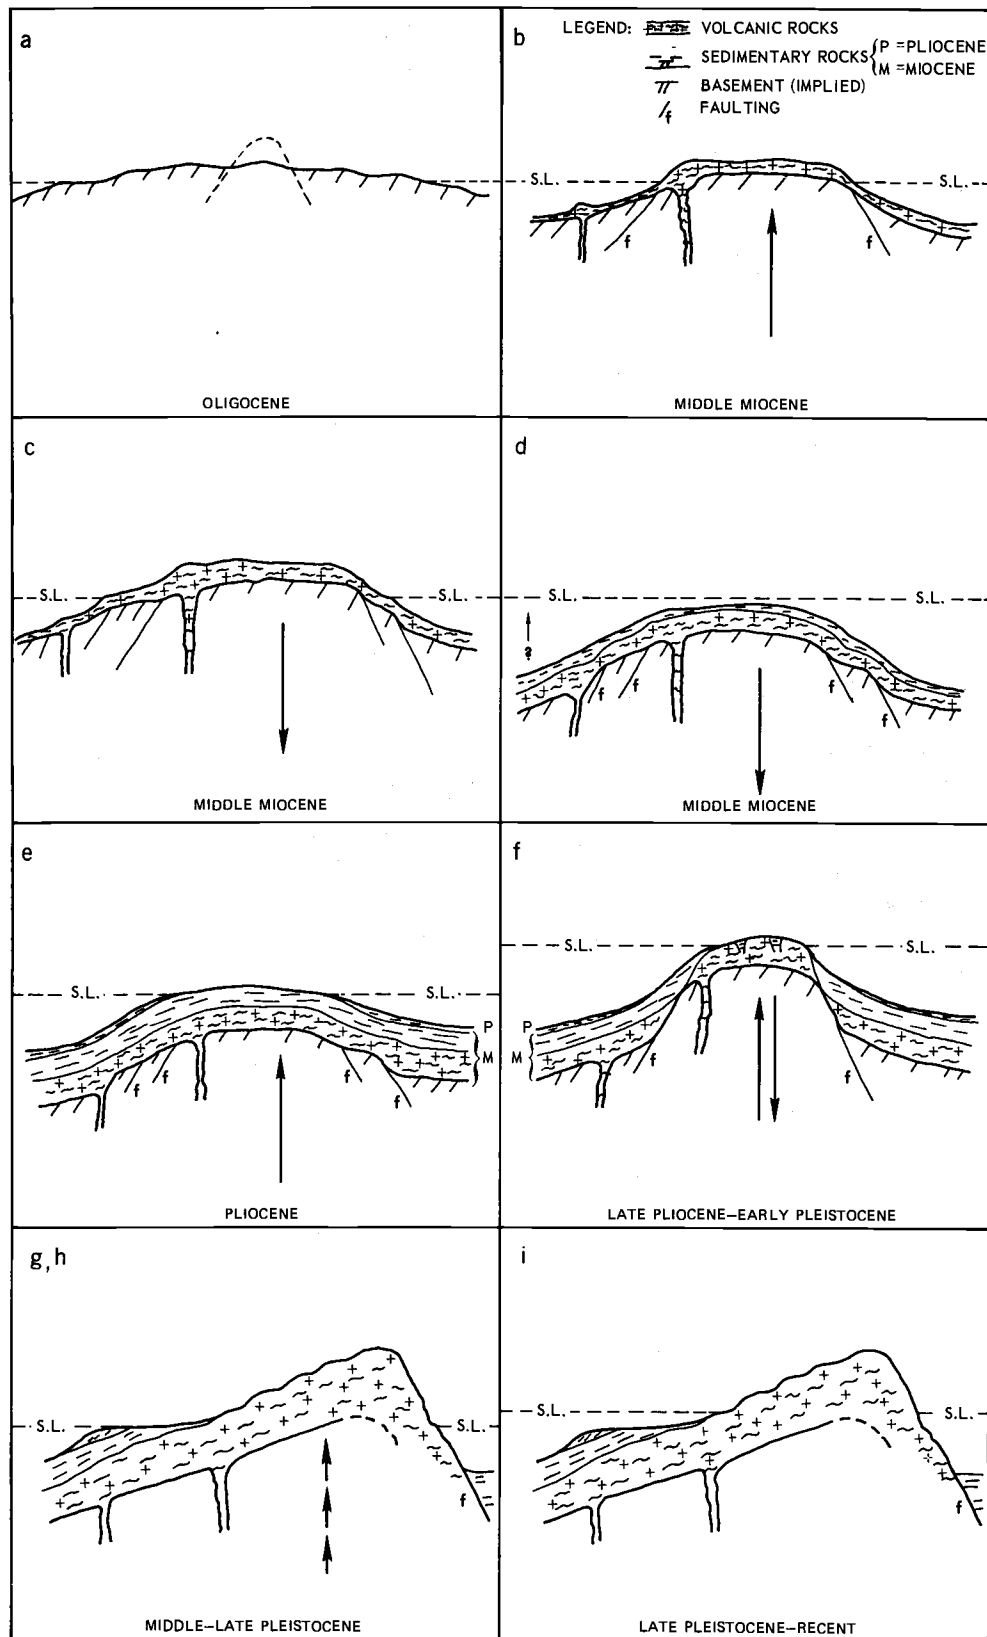 a
OLIGOCENE
b
LEGEND: VOLCANIC ROCKS
SEDIMENTARY ROCKS { P = PLIOCENE
M = MIOCENE
BASEMENT (IMPLIED)
f FAULTING
S.L. S.L.
f f
MIDDLE MIOCENE
c
S.L. S.L.
MIDDLE MIOCENE
d
S.L. S.L.
?
f f f f
MIDDLE MIOCENE
e
S.L. S.L.
P
M
f f f f
PLIOCENE
f
S.L. S.L.
P
M
f f
LATE PLIOCENE–EARLY PLEISTOCENE
g, h
S.L. S.L.
f
MIDDLE–LATE PLEISTOCENE
i
S.L. S.L.
f
LATE PLEISTOCENE–RECENT